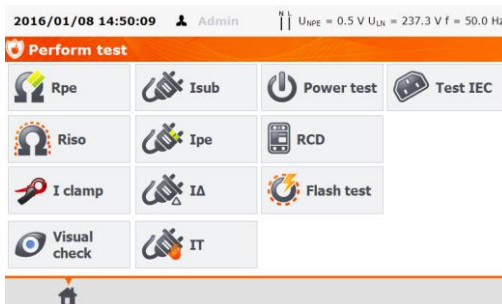 2016/01/08 14:50:09 Admin N L UNPE = 0.5 V ULN = 237.3 V f = 50.0 Hz
Perform test
Rpe Isub Power test Test IEC
Riso Ipe RCD
I clamp IΔ Flash test
Visual check IT